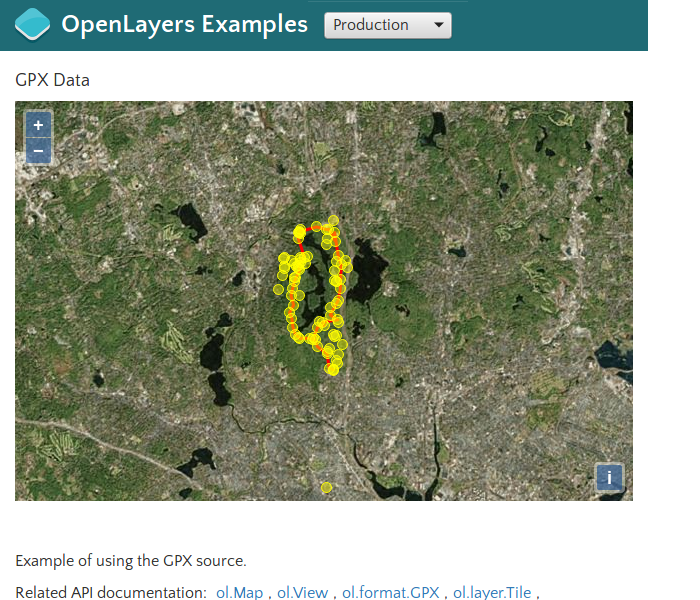 OpenLayers Examples Production
GPX Data
+
−
i
Example of using the GPX source.
Related API documentation: ol.Map , ol.View , ol.format.GPX , ol.layer.Tile ,